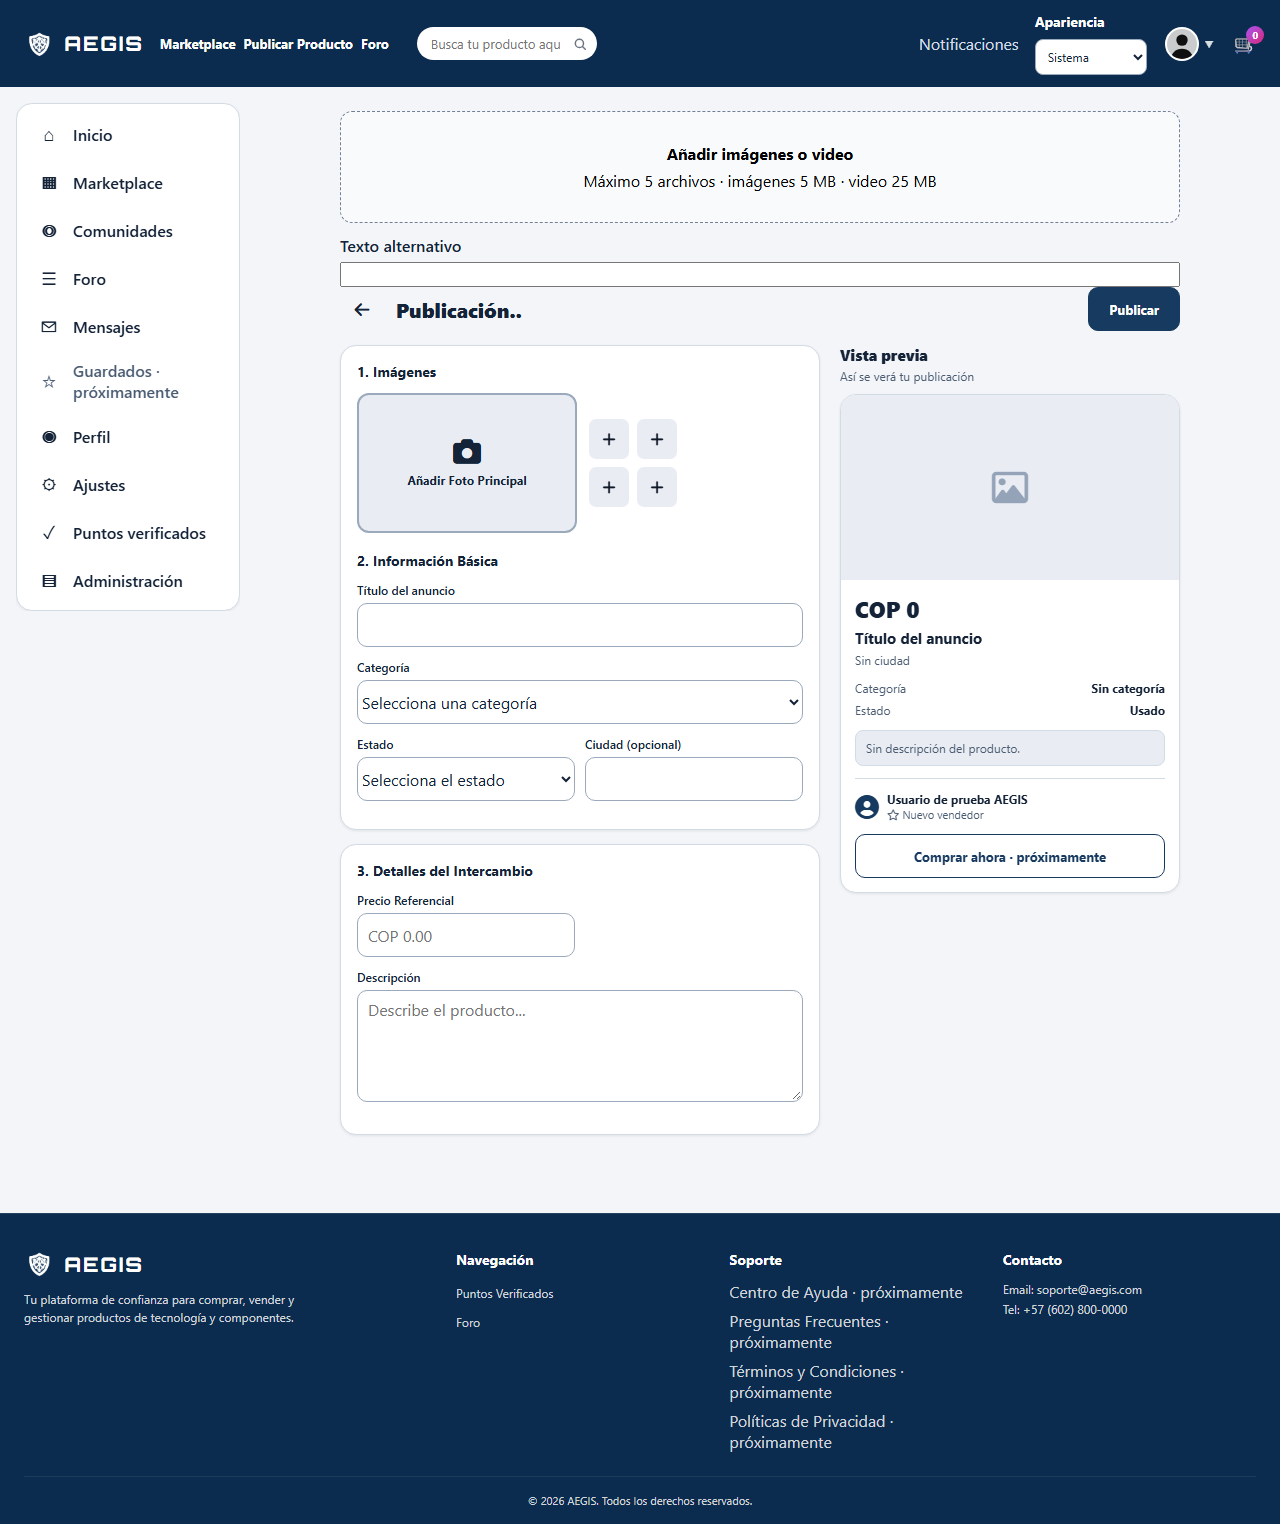 AEGIS
Marketplace Publicar Producto Foro
Busca tu producto aqu
Notificaciones
Apariencia
Sistema
0
Inicio
Marketplace
Comunidades
Foro
Mensajes
Guardados ·
próximamente
Perfil
Ajustes
Puntos verificados
Administración
Añadir imágenes o video
Máximo 5 archivos · imágenes 5 MB · video 25 MB
Texto alternativo
Publicación..
Publicar
1. Imágenes
Añadir Foto Principal
2. Información Básica
Título del anuncio
Categoría
Selecciona una categoría
Estado
Ciudad (opcional)
Selecciona el estado
3. Detalles del Intercambio
Precio Referencial
COP 0.00
Descripción
Describe el producto...
Vista previa
Así se verá tu publicación
COP 0
Título del anuncio
Sin ciudad
Categoría Sin categoría
Estado Usado
Sin descripción del producto.
Usuario de prueba AEGIS
Nuevo vendedor
Comprar ahora · próximamente
AEGIS
Tu plataforma de confianza para comprar, vender y
gestionar productos de tecnología y componentes.
Navegación
Puntos Verificados
Foro
Soporte
Centro de Ayuda · próximamente
Preguntas Frecuentes ·
próximamente
Términos y Condiciones ·
próximamente
Políticas de Privacidad ·
próximamente
Contacto
Email: soporte@aegis.com
Tel: +57 (602) 800-0000
© 2026 AEGIS. Todos los derechos reservados.